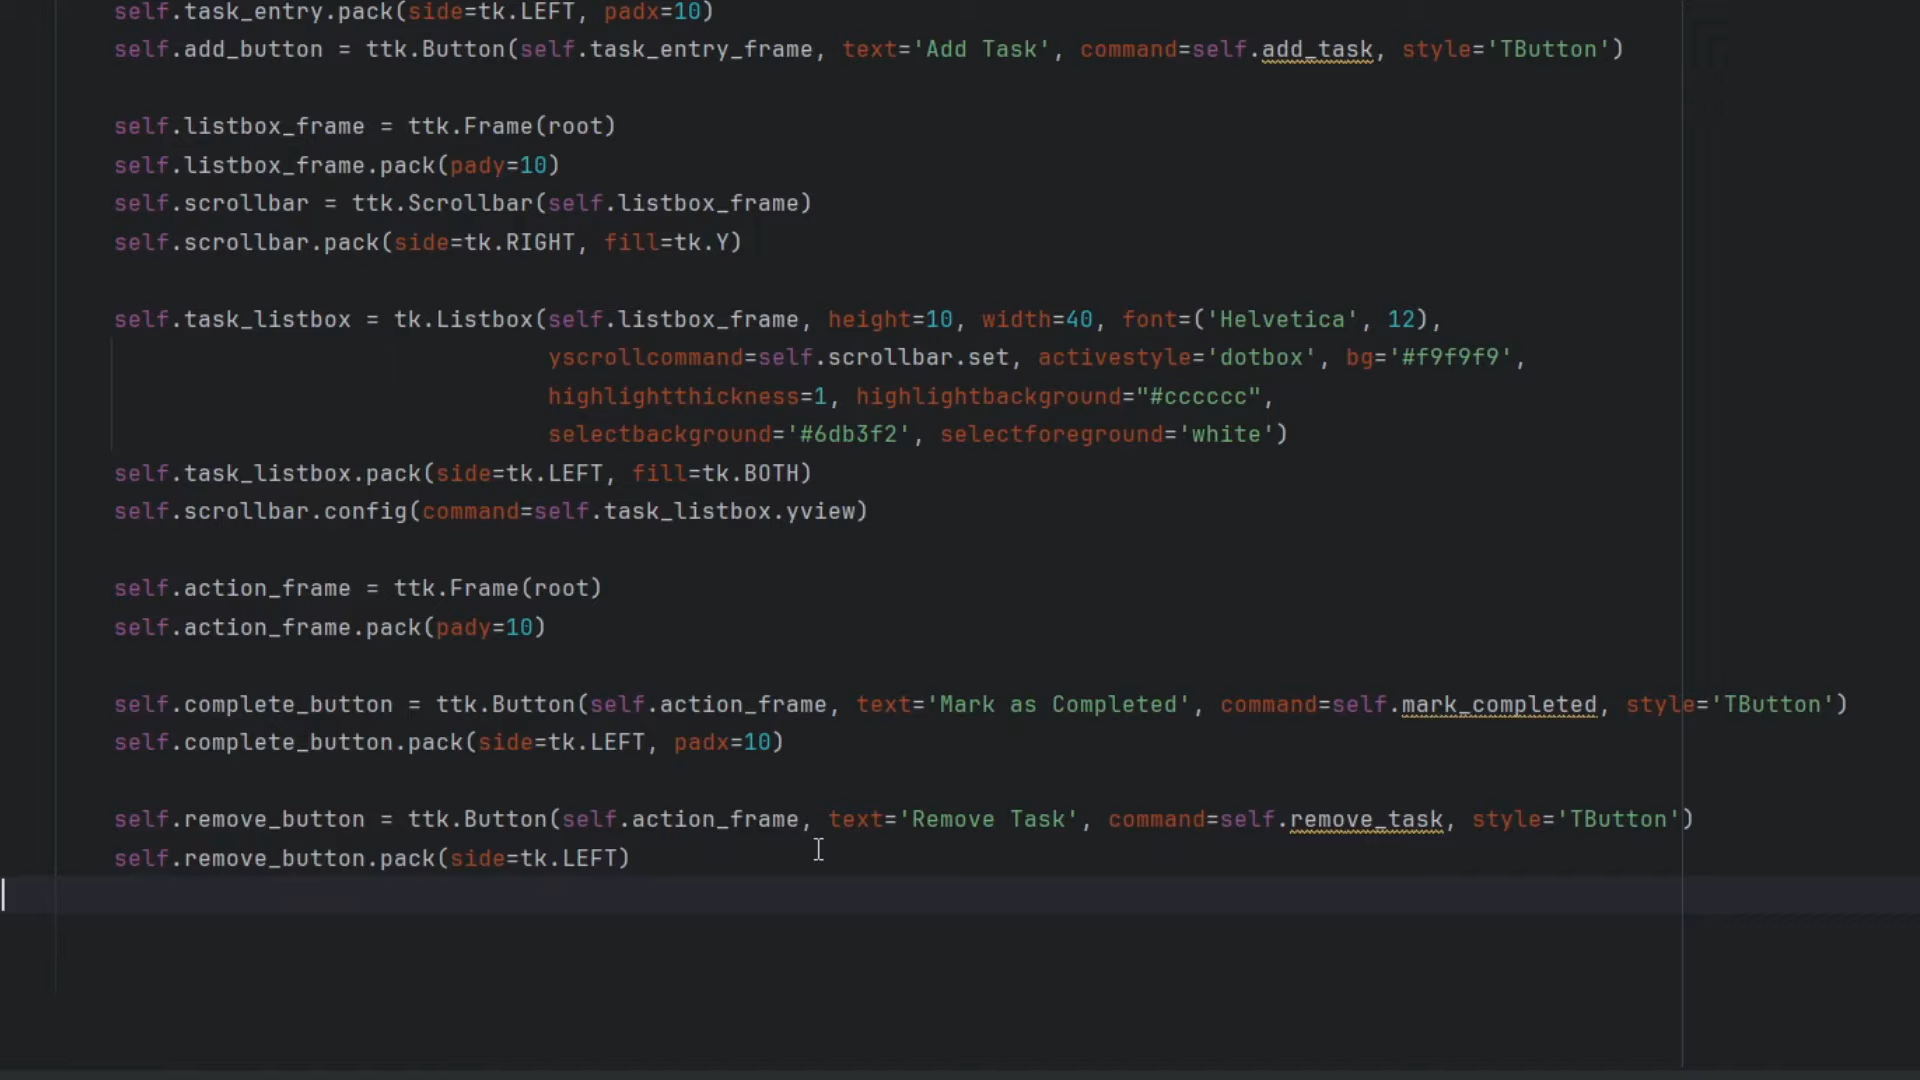 self.task_entry.pack(side=tk.LEFT, padx=10)
self.add_button = ttk.Button(self.task_entry_frame, text='Add Task', command=self.add_task, style='TButton')
self.listbox_frame = ttk.Frame(root)
self.listbox_frame.pack(pady=10)
self.scrollbar = ttk.Scrollbar(self.listbox_frame)
self.scrollbar.pack(side=tk.RIGHT, fill=tk.Y)
self.task_listbox = tk.Listbox(self.listbox_frame, height=10, width=40, font=('Helvetica', 12),
yscrollcommand=self.scrollbar.set, activestyle='dotbox', bg='#f9f9f9',
highlightthickness=1, highlightbackground="#cccccc",
selectbackground='#6db3f2', selectforeground='white')
self.task_listbox.pack(side=tk.LEFT, fill=tk.BOTH)
self.scrollbar.config(command=self.task_listbox.yview)
self.action_frame = ttk.Frame(root)
self.action_frame.pack(pady=10)
self.complete_button = ttk.Button(self.action_frame, text='Mark as Completed', command=self.mark_completed, style='TButton')
self.complete_button.pack(side=tk.LEFT, padx=10)
self.remove_button = ttk.Button(self.action_frame, text='Remove Task', command=self.remove_task, style='TButton')
self.remove_button.pack(side=tk.LEFT)